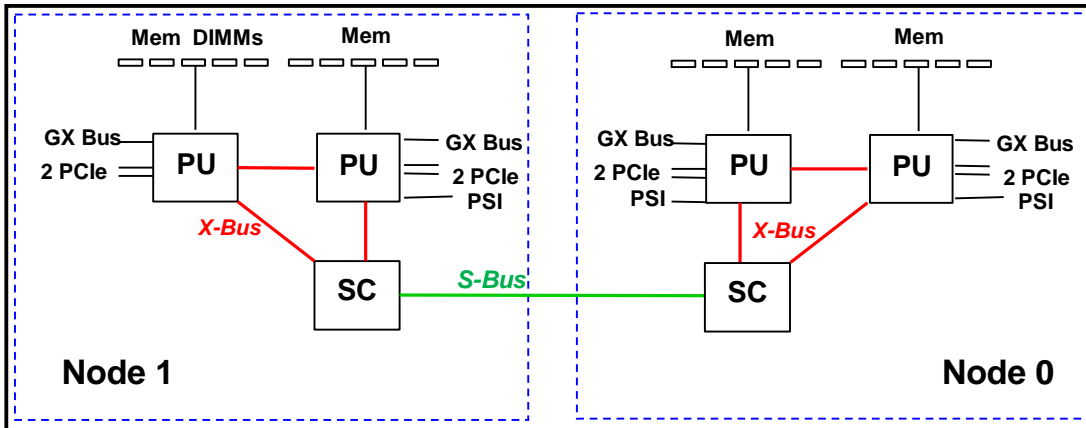 Mem DIMMs
Mem
GX Bus
2 PCIe
PU
PU
GX Bus
2 PCIe
PSI
X-Bus
SC
Node 1
S-Bus
Mem
Mem
GX Bus
2 PCIe
PSI
PU
PU
GX Bus
2 PCIe
PSI
X-Bus
SC
Node 0